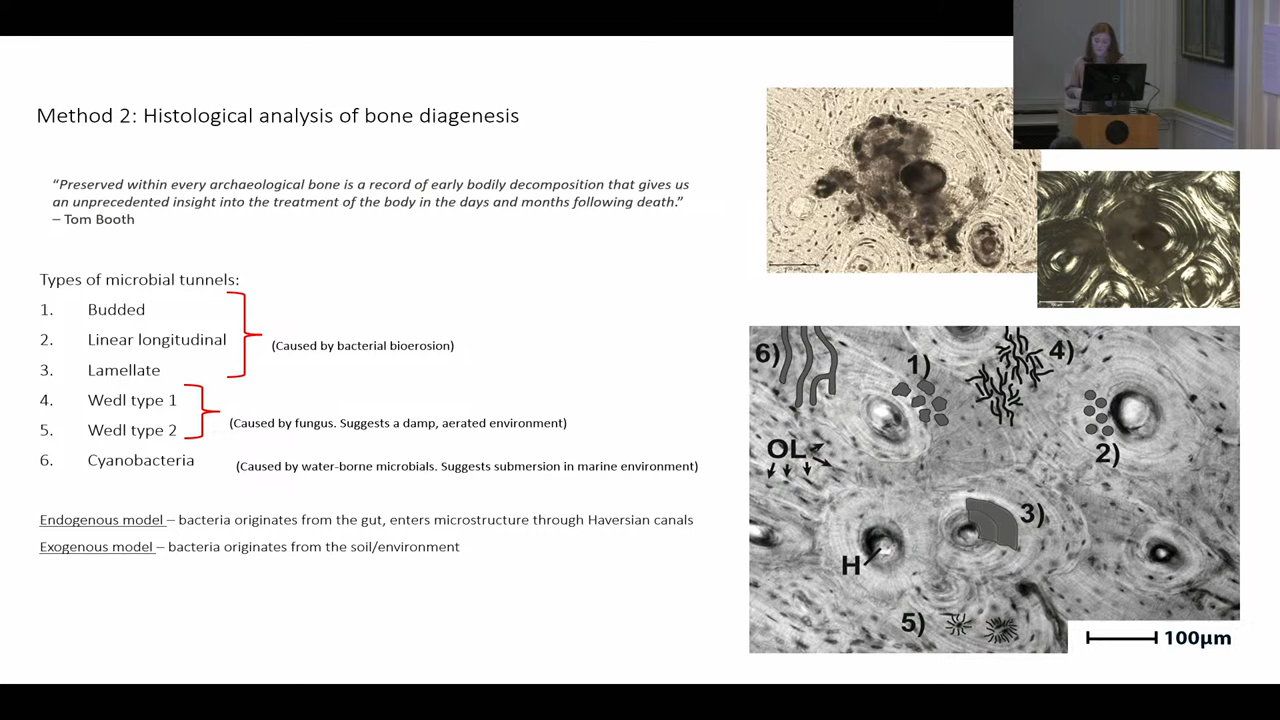 Method 2: Histological analysis of bone diagenesis
“Preserved within every archaeological bone is a record of early bodily decomposition that gives us
an unprecedented insight into the treatment of the body in the days and months following death.”
– Tom Booth
Types of microbial tunnels:
1. Budded
2. Linear longitudinal
(Caused by bacterial bioerosion)
3. Lamellate
4. Wedl type 1
(Caused by fungus. Suggests a damp, aerated environment)
5. Wedl type 2
6. Cyanobacteria (Caused by water-borne microbials. Suggests submersion in marine environment)
Endogenous model – bacteria originates from the gut, enters microstructure through Haversian canals
Exogenous model – bacteria originates from the soil/environment
6)
1)
4)
OL
2)
3)
H
5)
100µm